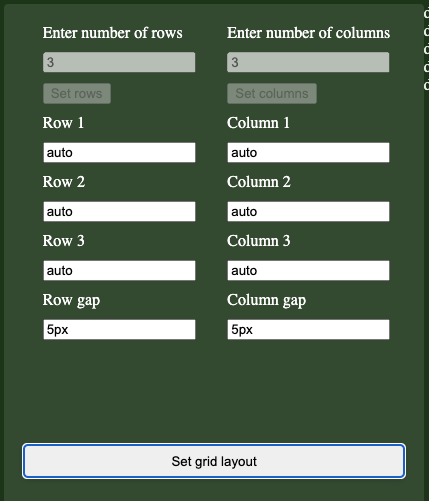 Enter number of rows Enter number of columns
3 3
Set rows Set columns
Row 1 Column 1
auto auto
Row 2 Column 2
auto auto
Row 3 Column 3
auto auto
Row gap Column gap
5px 5px
Set grid layout